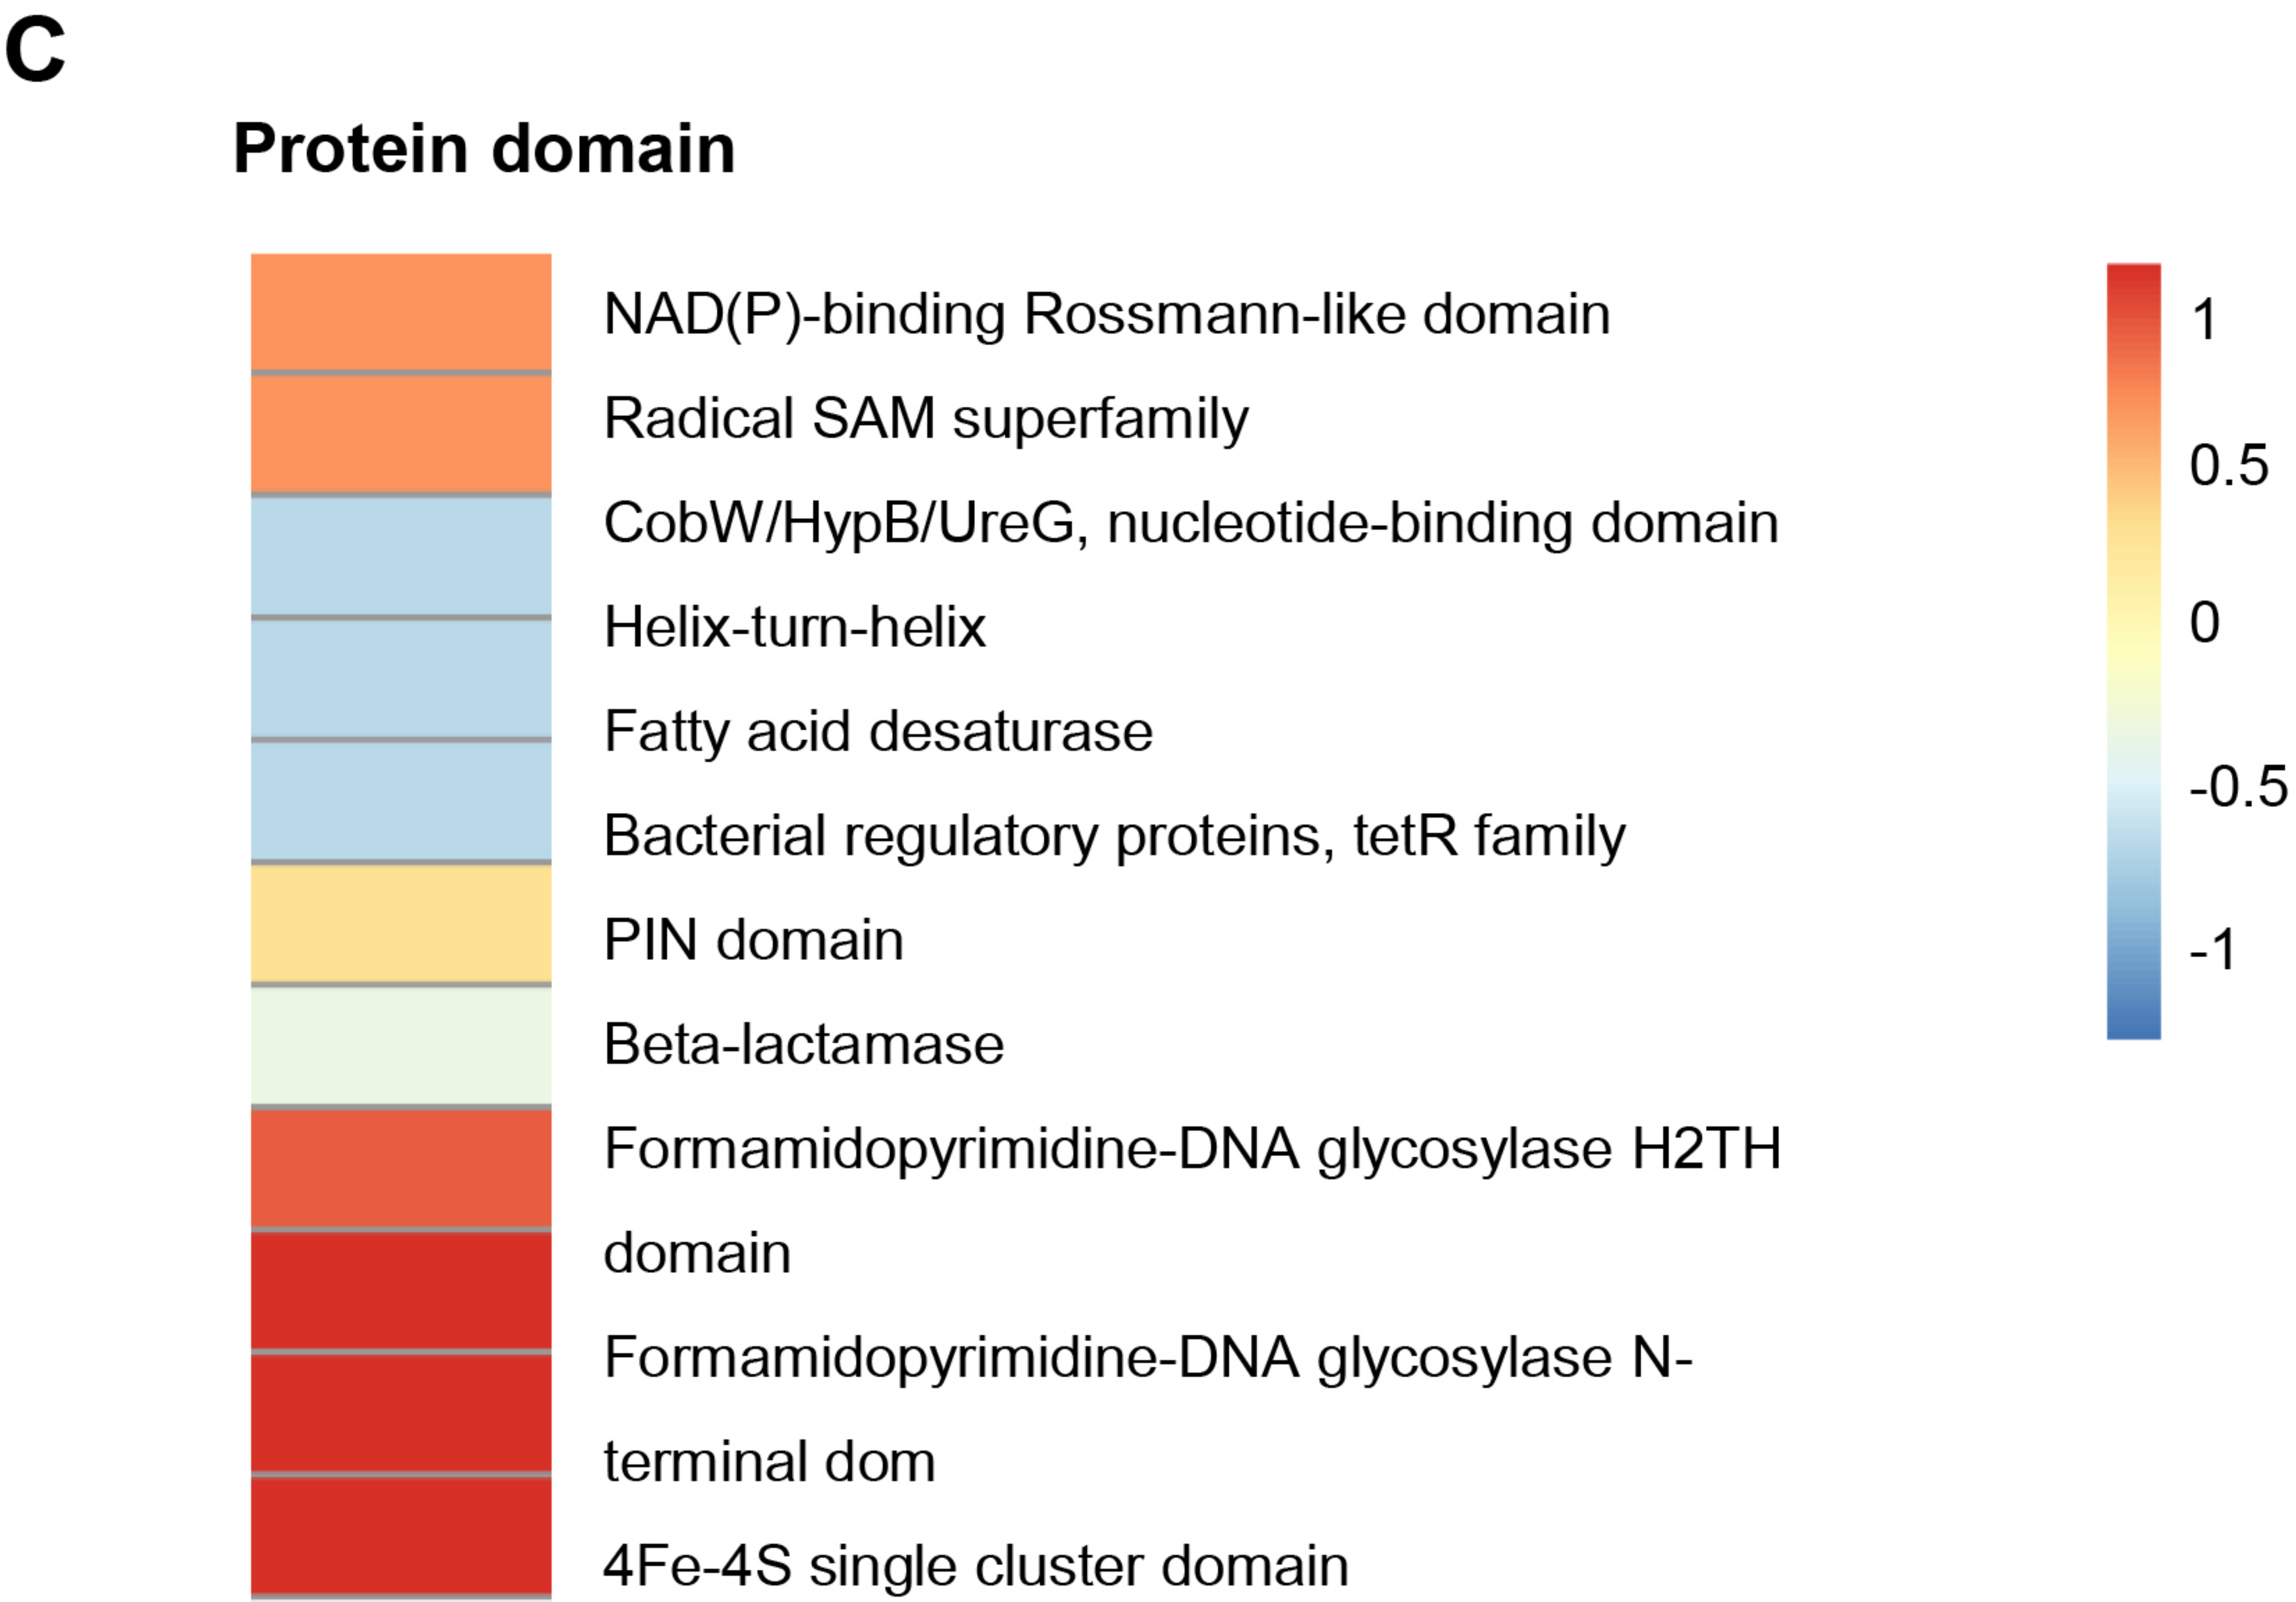 C
Protein domain
NAD(P)-binding Rossmann-like domain
Radical SAM superfamily
CobW/HypB/UreG, nucleotide-binding domain
Helix-turn-helix
Fatty acid desaturase
Bacterial regulatory proteins, tetR family
PIN domain
Beta-lactamase
Formamidopyrimidine-DNA glycosylase H2TH
domain
Formamidopyrimidine-DNA glycosylase N-
terminal dom
4Fe-4S single cluster domain
1
0.5
0
-0.5
-1